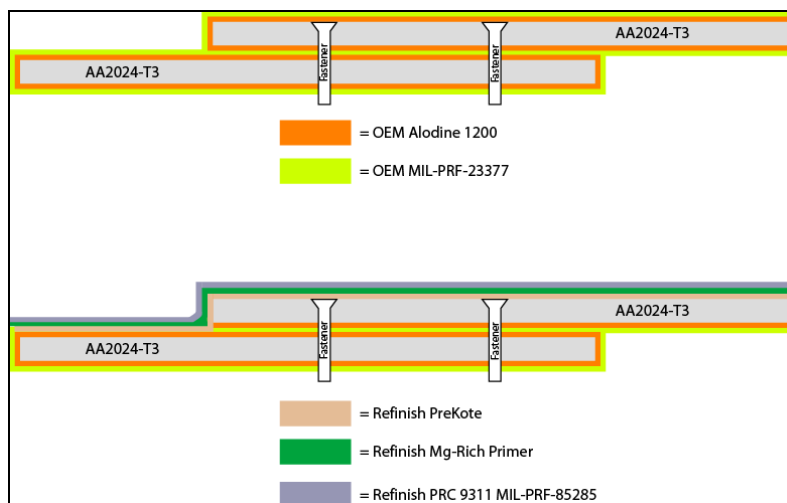 AA2024-T3
AA2024-T3
Fastener
Fastener
= OEM Alodine 1200
= OEM MIL-PRF-23377
AA2024-T3
AA2024-T3
Fastener
Fastener
= Refinish PreKote
= Refinish Mg-Rich Primer
= Refinish PRC 9311 MIL-PRF-85285